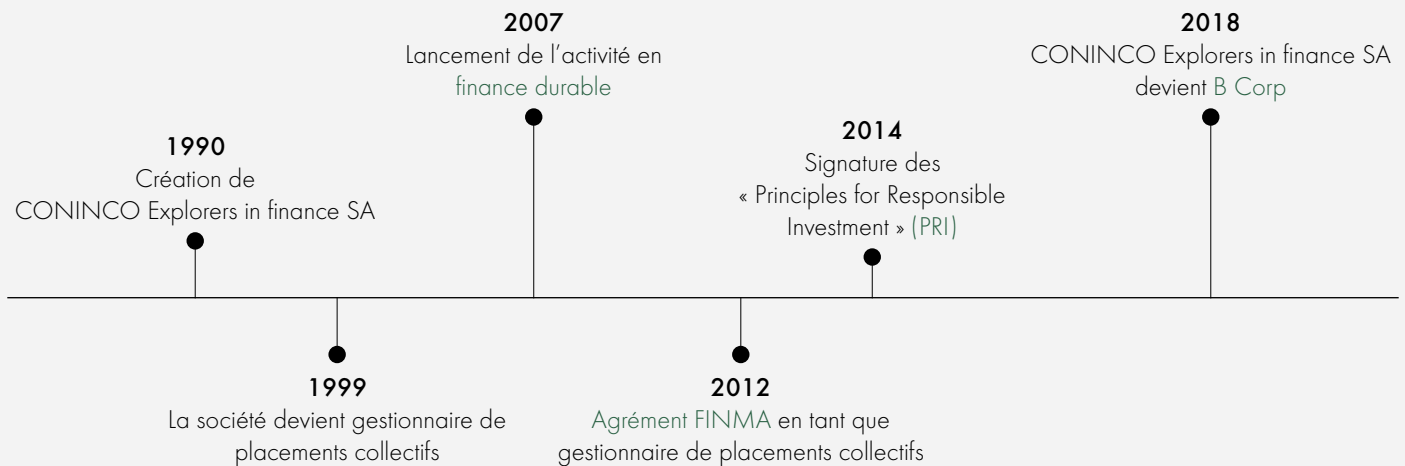 1990
Création de
CONINCO Explorers in finance SA
1999
La société devient gestionnaire de
placements collectifs
2007
Lancement de l’activité en
finance durable
2012
Agrément FINMA en tant que
gestionnaire de placements collectifs
2014
Signature des
« Principles for Responsible
Investment » (PRI)
2018
CONINCO Explorers in finance SA
devient B Corp